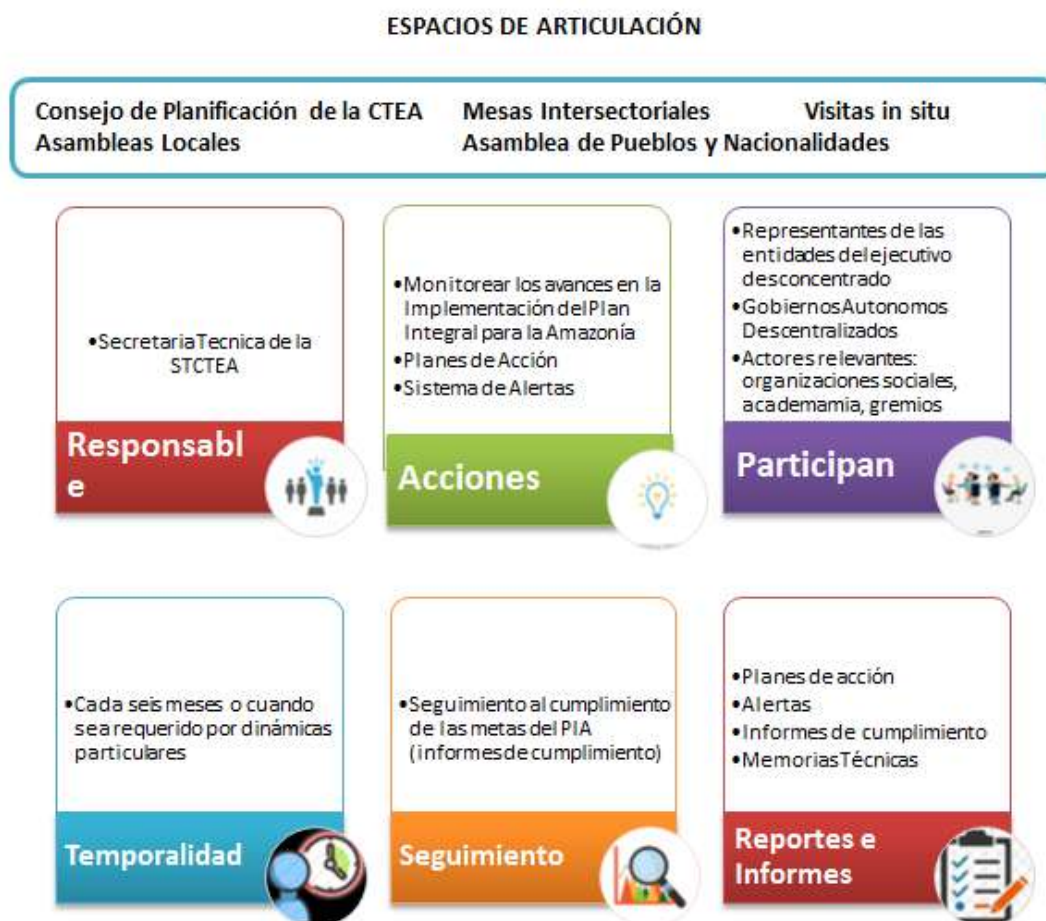 ESPACIOS DE ARTICULACIÓN
Consejo de Planificación de la CTEA Mesas Intersectoriales Visitas in situ
Asambleas Locales Asamblea de Pueblos y Nacionalidades
•Secretaria Tecnica de la
STCTEA
Responsabl
e
•Monitorear los avances en la
Implementación del Plan
Integral para la Amazonía
•Planes de Acción
•Sistema de Alertas
Acciones
•Representantes de las
entidades del ejecutivo
desconcentrado
•Gobiernos Autonomos
Descentralizados
•Actores relevantes:
organizaciones sociales,
academamia, gremios
Participan
•Cada seis meses o cuando
sea requerido por dinámicas
particulares
Temporalidad
•Seguimiento al cumplimiento
de las metas del PIA
(informes de cumplimiento)
Seguimiento
•Planes de acción
•Alertas
•Informes de cumplimiento
•Memorias Técnicas
Reportes e
Informes